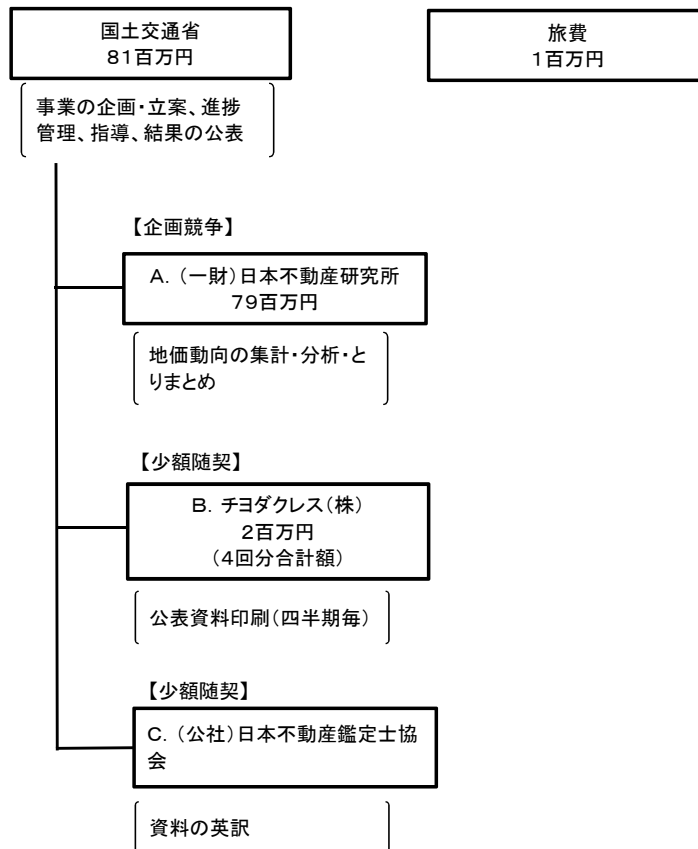 国土交通省
81百万円
旅費
1百万円
事業の企画・立案、進捗
管理、指導、結果の公表
【企画競争】
A.（一財）日本不動産研究所
79百万円
地価動向の集計・分析・と
りまとめ
【少額随契】
B. チヨダクレス（株）
2百万円
（4回分合計額）
公表資料印刷（四半期毎）
【少額随契】
C.（公社）日本不動産鑑定士協
会
資料の英訳